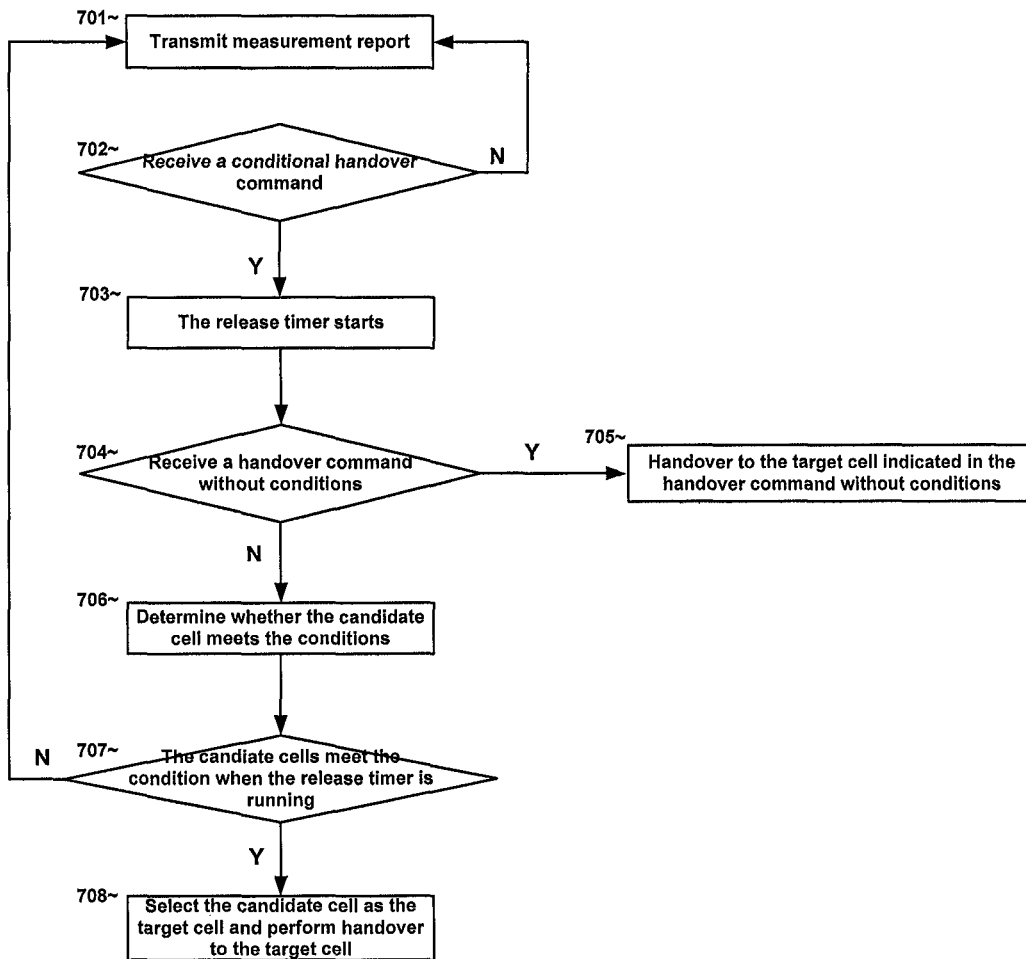 701~
Transmit measurement report
702~
Receive a conditional handover
command
N
Y
703~
The release timer starts
704~
Receive a handover command
without conditions
Y
705~
Handover to the target cell indicated in the
handover command without conditions
N
706~
Determine whether the candidate
cell meets the conditions
N
707~
The candiate cells meet the
condition when the release timer is
running
Y
708~
Select the candidate cell as the
target cell and perform handover
to the target cell